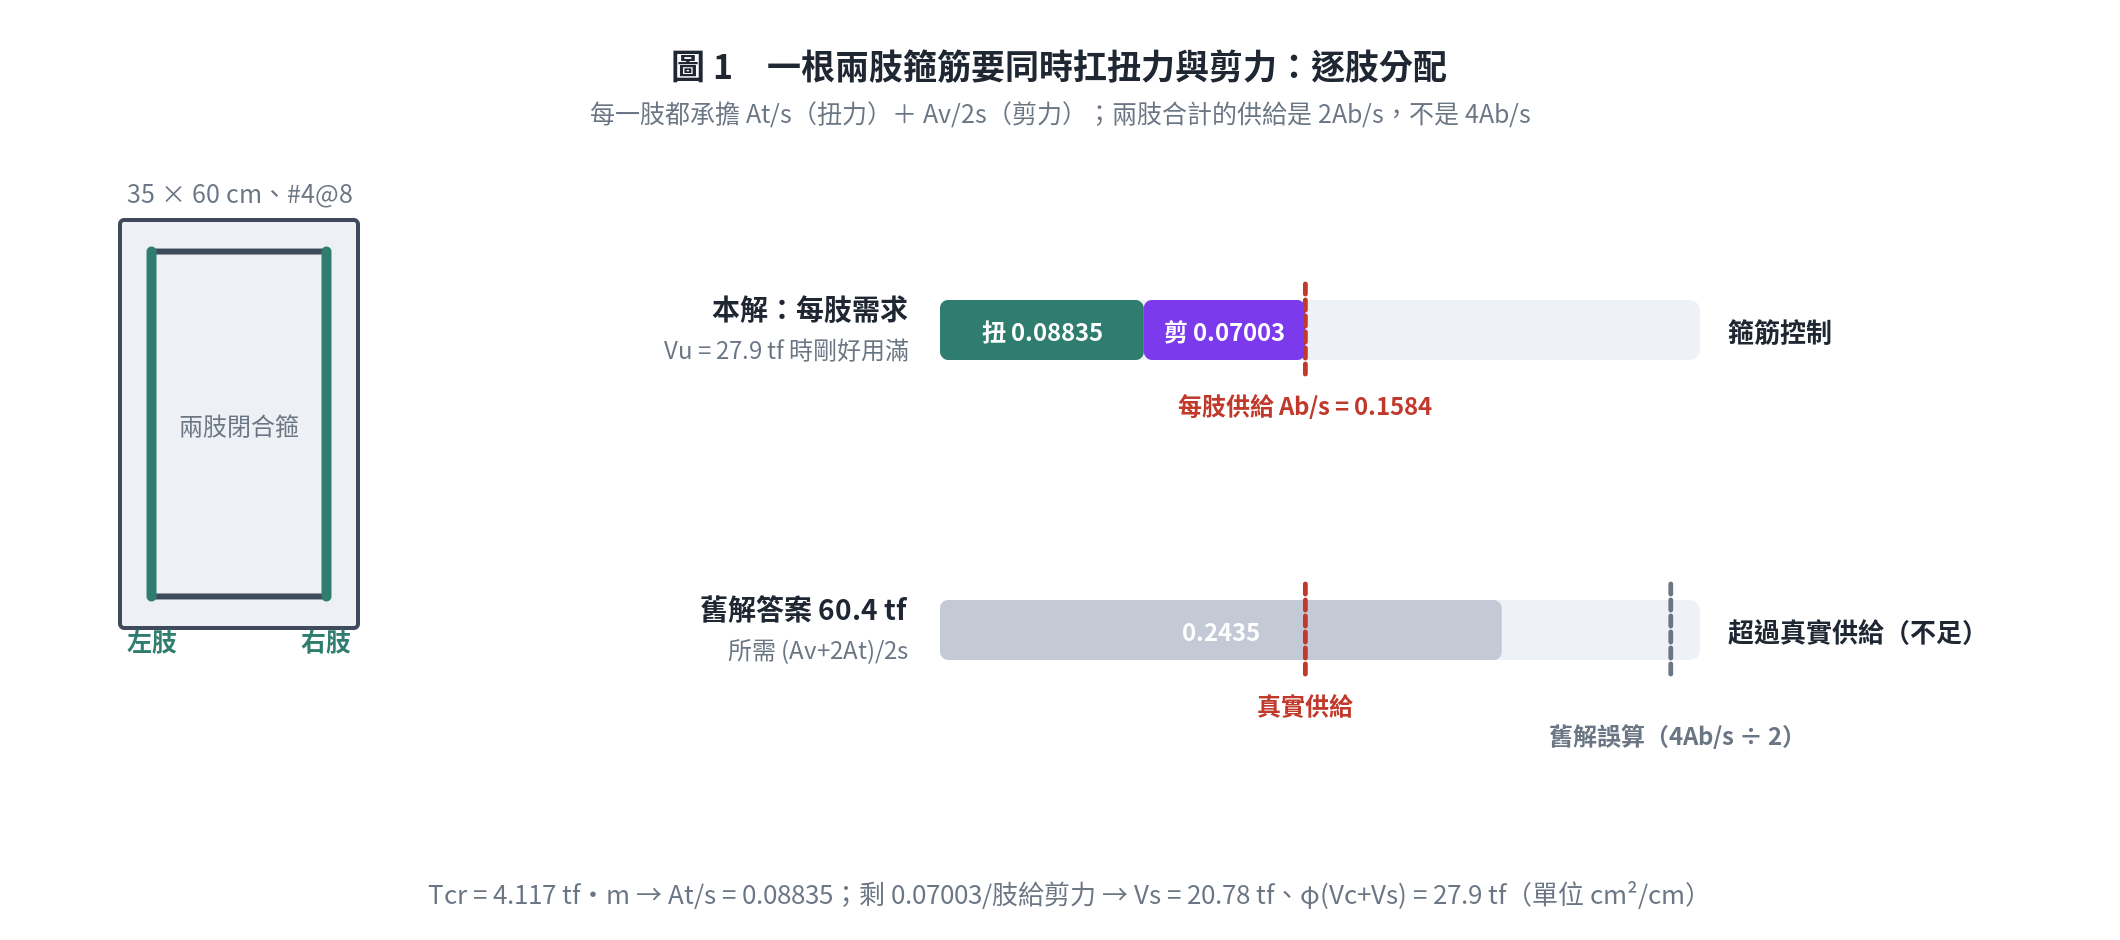 圖 1　一根兩肢箍筋要同時扛扭力與剪力：逐肢分配
每一肢都承擔 At/s（扭力）＋ Av/2s（剪力）；兩肢合計的供給是 2Ab/s，不是 4Ab/s
35 × 60 cm、#4@8
兩肢閉合箍
左肢
右肢
本解：每肢需求
Vu = 27.9 tf 時剛好用滿
扭 0.08835
剪 0.07003
箍筋控制
每肢供給 Ab/s = 0.1584
舊解答案 60.4 tf
所需 (Av+2At)/2s
0.2435
超過真實供給（不足）
真實供給
舊解誤算（4Ab/s ÷ 2）
Tcr = 4.117 tf・m → At/s = 0.08835；剩 0.07003/肢給剪力 → Vs = 20.78 tf、ϕ(Vc+Vs) = 27.9 tf（單位 cm²/cm）